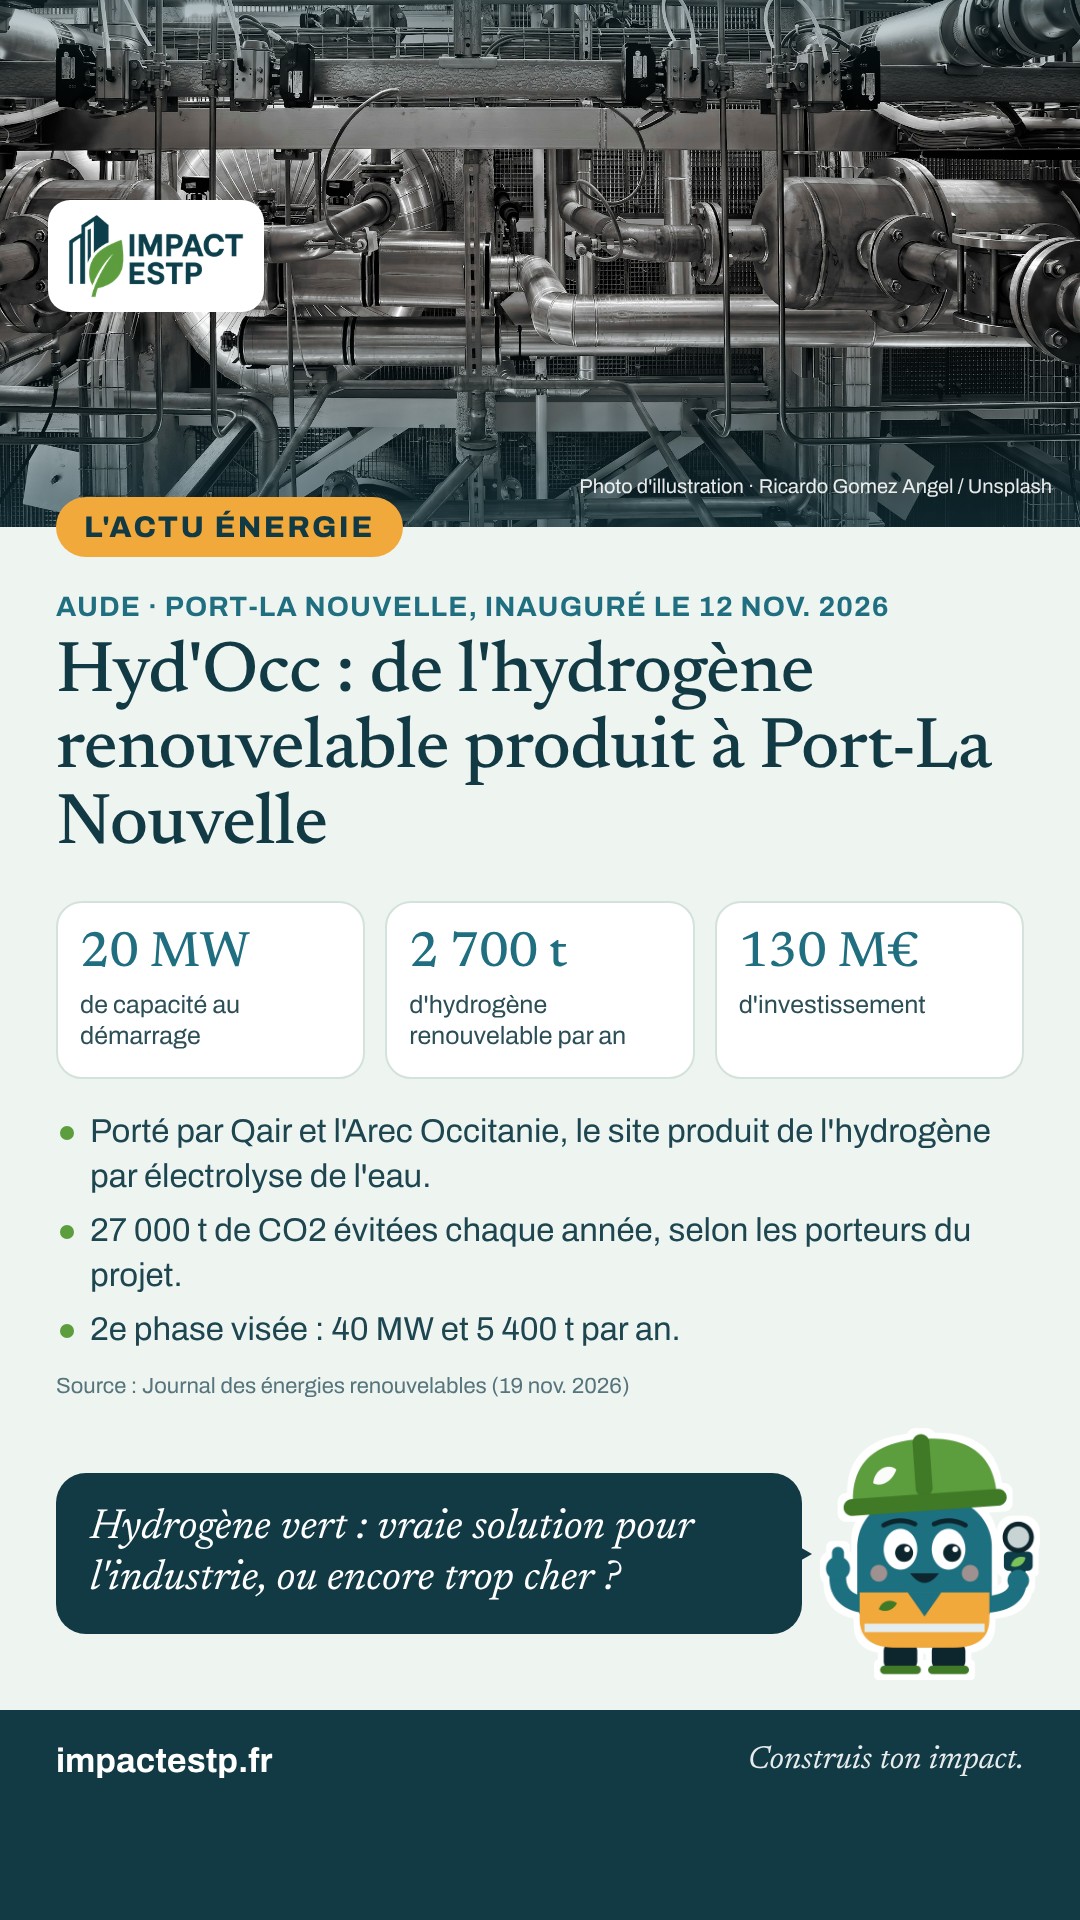 IMPACT
ESTP
Photo d'illustration · Ricardo Gomez Angel / Unsplash
L'ACTU ÉNERGIE
AUDE · PORT-LA NOUVELLE, INAUGURÉ LE 12 NOV. 2026
Hyd'Occ : de l'hydrogène
renouvelable produit à Port-La
Nouvelle
20 MW
de capacité au
démarrage
2 700 t
d'hydrogène
renouvelable par an
130 M€
d'investissement
Porté par Qair et l'Arec Occitanie, le site produit de l'hydrogène
par électrolyse de l'eau.
27 000 t de CO2 évitées chaque année, selon les porteurs du
projet.
2e phase visée : 40 MW et 5 400 t par an.
Source : Journal des énergies renouvelables (19 nov. 2026)
Hydrogène vert : vraie solution pour
l'industrie, ou encore trop cher ?
impactestp.fr
Construis ton impact.